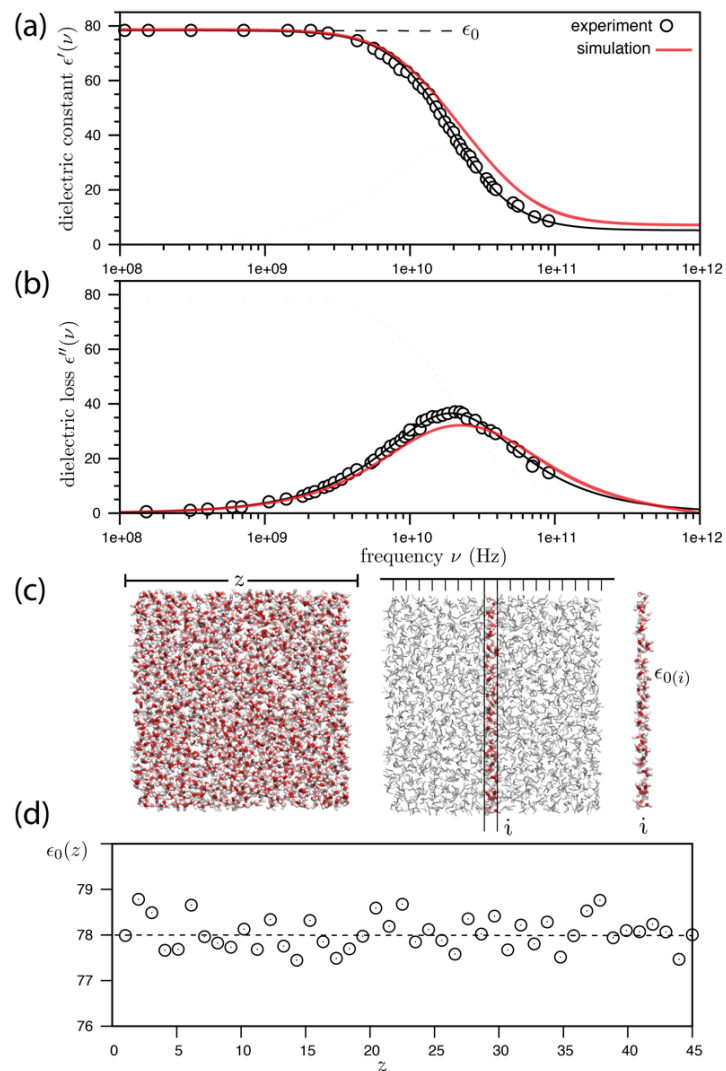 (a)
dielectric constant ϵ′(ν)
80
60
40
20
0
ϵ₀
experiment
simulation
1e+08 1e+09 1e+10 1e+11 1e+12
(b)
dielectric loss ϵ″(ν)
80
60
40
20
0
1e+08 1e+09 1e+10 1e+11 1e+12
frequency ν (Hz)
(c)
z
ϵ₀₍ᵢ₎
i i
(d)
ϵ₀(z)
79
78
77
76
0 5 10 15 20 25 30 35 40 45
z